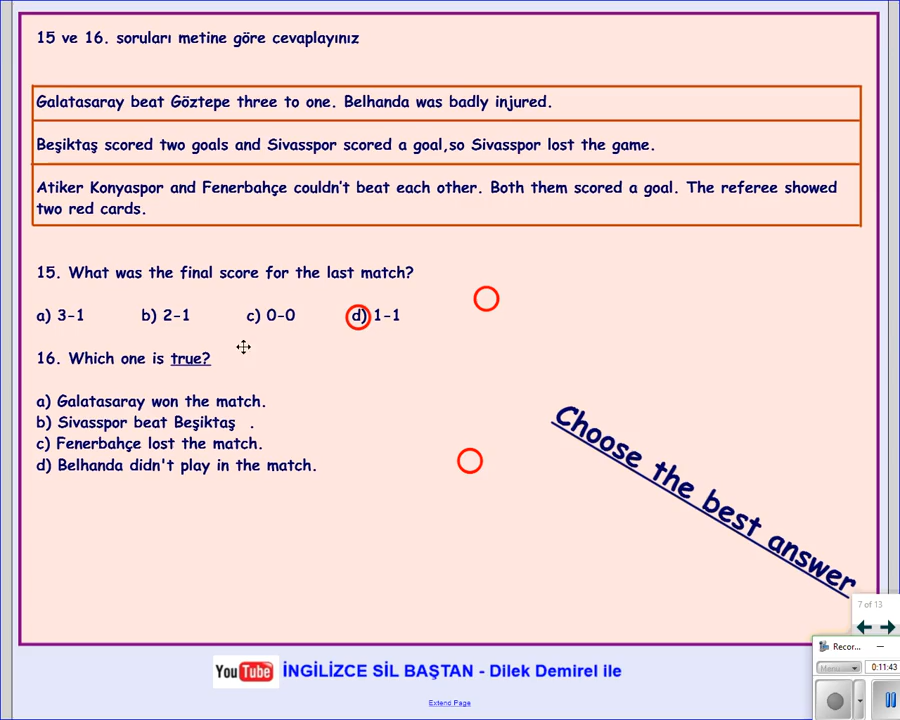 15 ve 16. soruları metine göre cevaplayınız
Galatasaray beat Göztepe three to one. Belhanda was badly injured.
Beşiktaş scored two goals and Sivasspor scored a goal,so Sivasspor lost the game.
Atiker Konyaspor and Fenerbahçe couldn't beat each other. Both them scored a goal. The referee showed
two red cards.
15. What was the final score for the last match?
a) 3-1 b) 2-1 c) 0-0 d) 1-1
16. Which one is true?
a) Galatasaray won the match.
b) Sivasspor beat Beşiktaş .
c) Fenerbahçe lost the match.
d) Belhanda didn't play in the match.
Choose the best answer
7 of 13
Recor...
Menu
0:11:43
YouTube İNGİLİZCE SİL BAŞTAN - Dilek Demirel ile
Extend Page